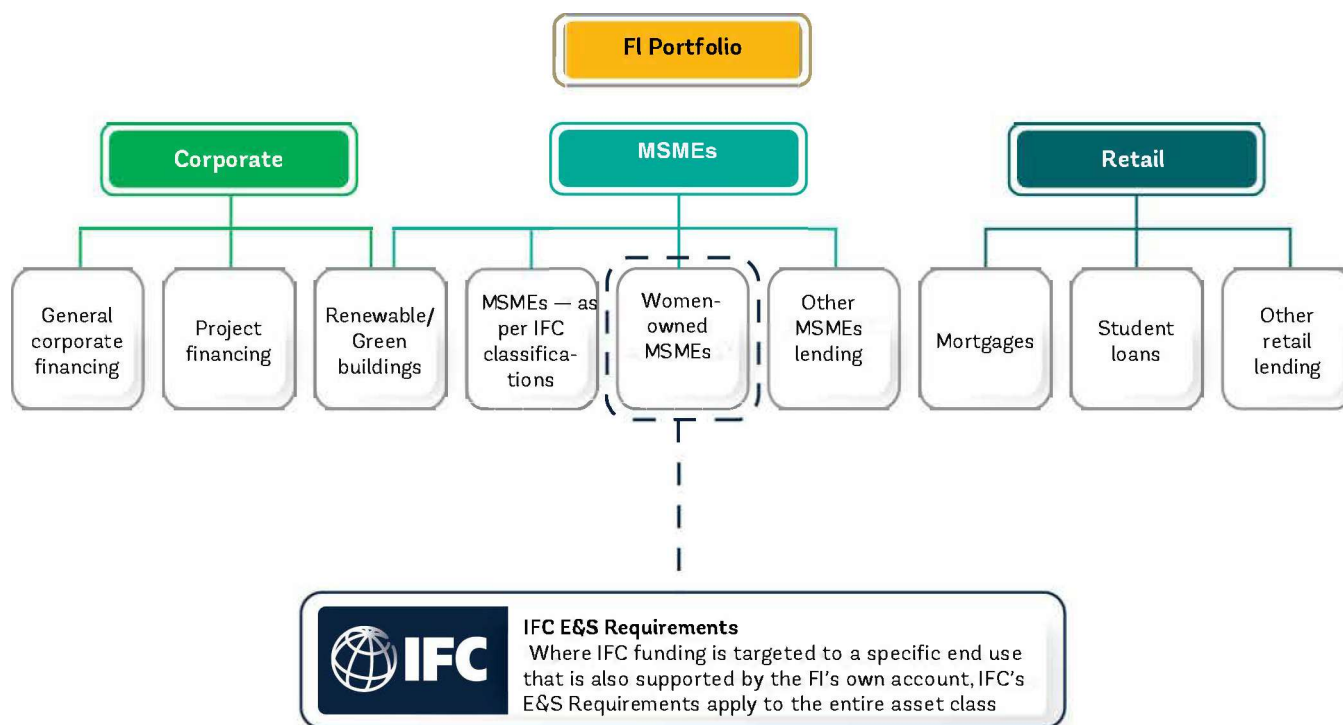 FI Portfolio
Corporate
MSMEs
Retail
General
corporate
financing
Project
financing
Renewable/
Green
buildings
MSMEs — as
per IFC
classifica-
tions
Women-
owned
MSMEs
Other
MSMEs
lending
Mortgages
Student
loans
Other
retail
lending
IFC
IFC E&S Requirements
Where IFC funding is targeted to a specific end use
that is also supported by the FI's own account, IFC's
E&S Requirements apply to the entire asset class